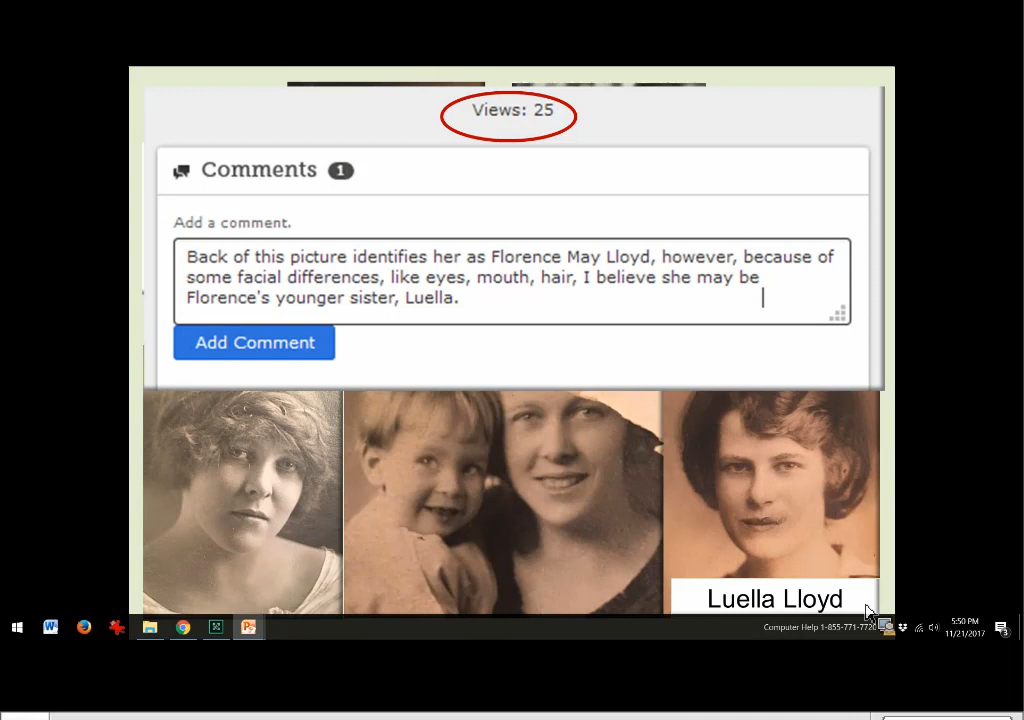 Views: 25
Comments 1
Add a comment.
Back of this picture identifies her as Florence May Lloyd, however, because of
some facial differences, like eyes, mouth, hair, I believe she may be
Florence's younger sister, Luella.
Add Comment
Luella Lloyd
Computer Help 1-855-771-7720
5:50 PM
11/21/2017
3